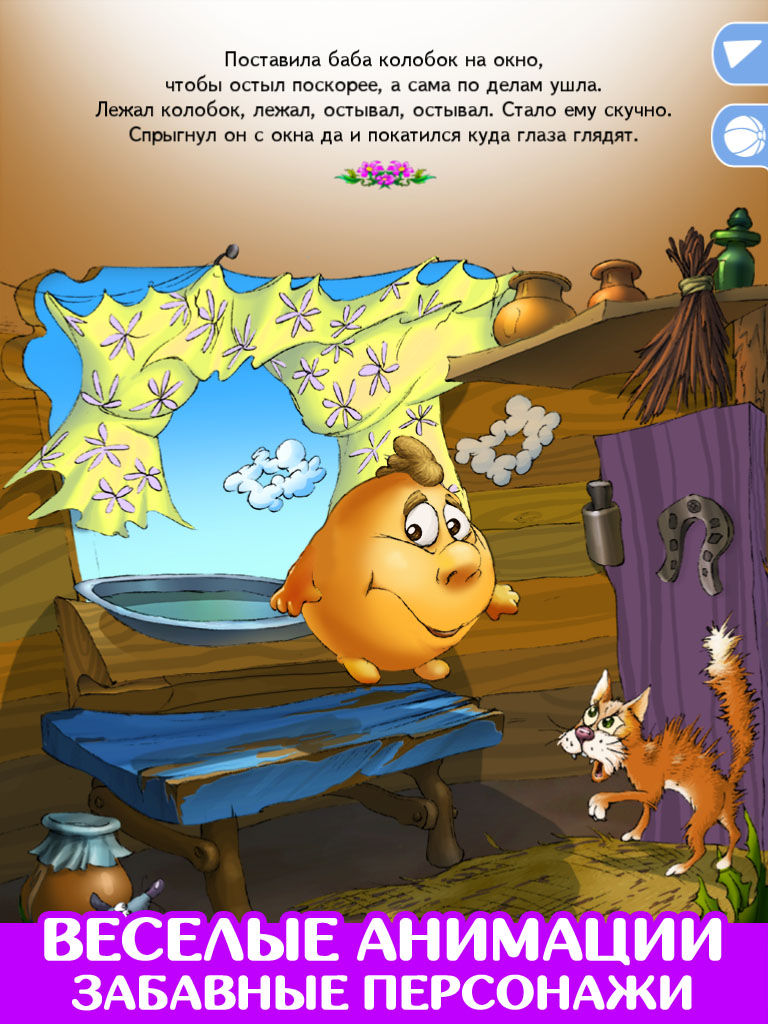 Поставила баба колобок на окно,
чтобы остыл поскорее, а сама по делам ушла.
Лежал колобок, лежал, остывал, остывал. Стало ему скучно.
Спрыгнул он с окна да и покатился куда глаза глядят.
ВЕСЕЛЫЕ АНИМАЦИИ
ЗАБАВНЫЕ ПЕРСОНАЖИ